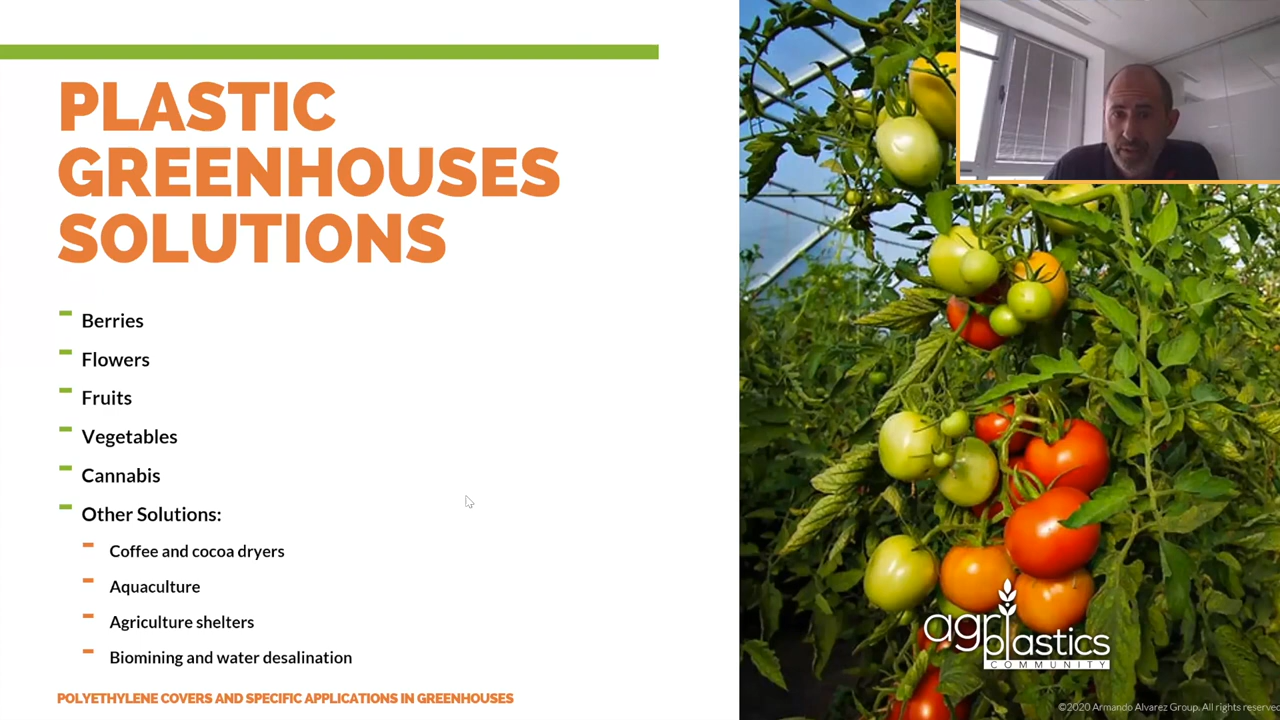 PLASTIC
GREENHOUSES
SOLUTIONS
Berries
Flowers
Fruits
Vegetables
Cannabis
Other Solutions:
Coffee and cocoa dryers
Aquaculture
Agriculture shelters
Biomining and water desalination
POLYETHYLENE COVERS AND SPECIFIC APPLICATIONS IN GREENHOUSES
agriplastics
COMMUNITY
©2020 Armando Alvarez Group. All rights reserved